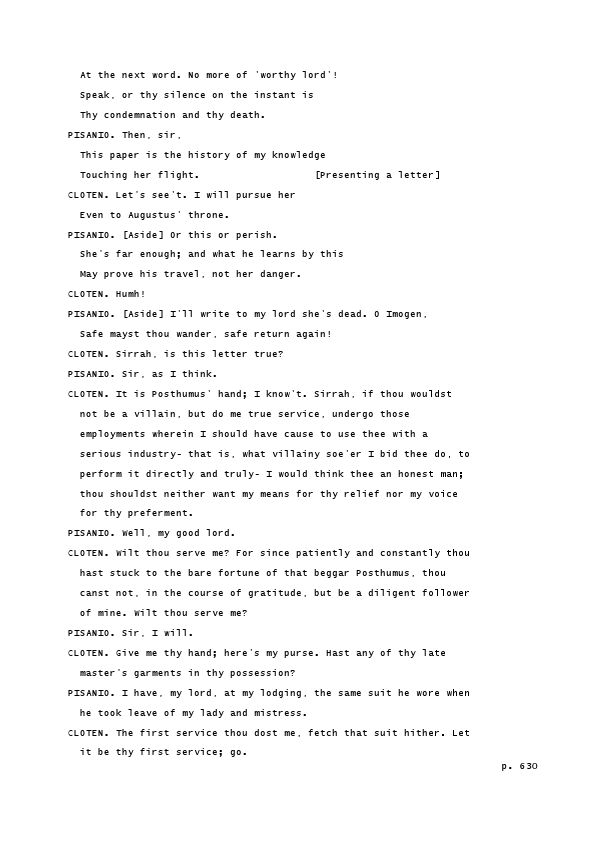 At the next word. No more of 'worthy lord'!
Speak, or thy silence on the instant is
Thy condemnation and thy death.
PISANIO. Then, sir,
This paper is the history of my knowledge
Touching her flight. [Presenting a letter]
CLOTEN. Let's see't. I will pursue her
Even to Augustus' throne.
PISANIO. [Aside] Or this or perish.
She's far enough; and what he learns by this
May prove his travel, not her danger.
CLOTEN. Humh!
PISANIO. [Aside] I'll write to my lord she's dead. O Imogen,
Safe mayst thou wander, safe return again!
CLOTEN. Sirrah, is this letter true?
PISANIO. Sir, as I think.
CLOTEN. It is Posthumus' hand; I know't. Sirrah, if thou wouldst
not be a villain, but do me true service, undergo those
employments wherein I should have cause to use thee with a
serious industry- that is, what villainy soe'er I bid thee do, to
perform it directly and truly- I would think thee an honest man;
thou shouldst neither want my means for thy relief nor my voice
for thy preferment.
PISANIO. Well, my good lord.
CLOTEN. Wilt thou serve me? For since patiently and constantly thou
hast stuck to the bare fortune of that beggar Posthumus, thou
canst not, in the course of gratitude, but be a diligent follower
of mine. Wilt thou serve me?
PISANIO. Sir, I will.
CLOTEN. Give me thy hand; here's my purse. Hast any of thy late
master's garments in thy possession?
PISANIO. I have, my lord, at my lodging, the same suit he wore when
he took leave of my lady and mistress.
CLOTEN. The first service thou dost me, fetch that suit hither. Let
it be thy first service; go.
p. 630